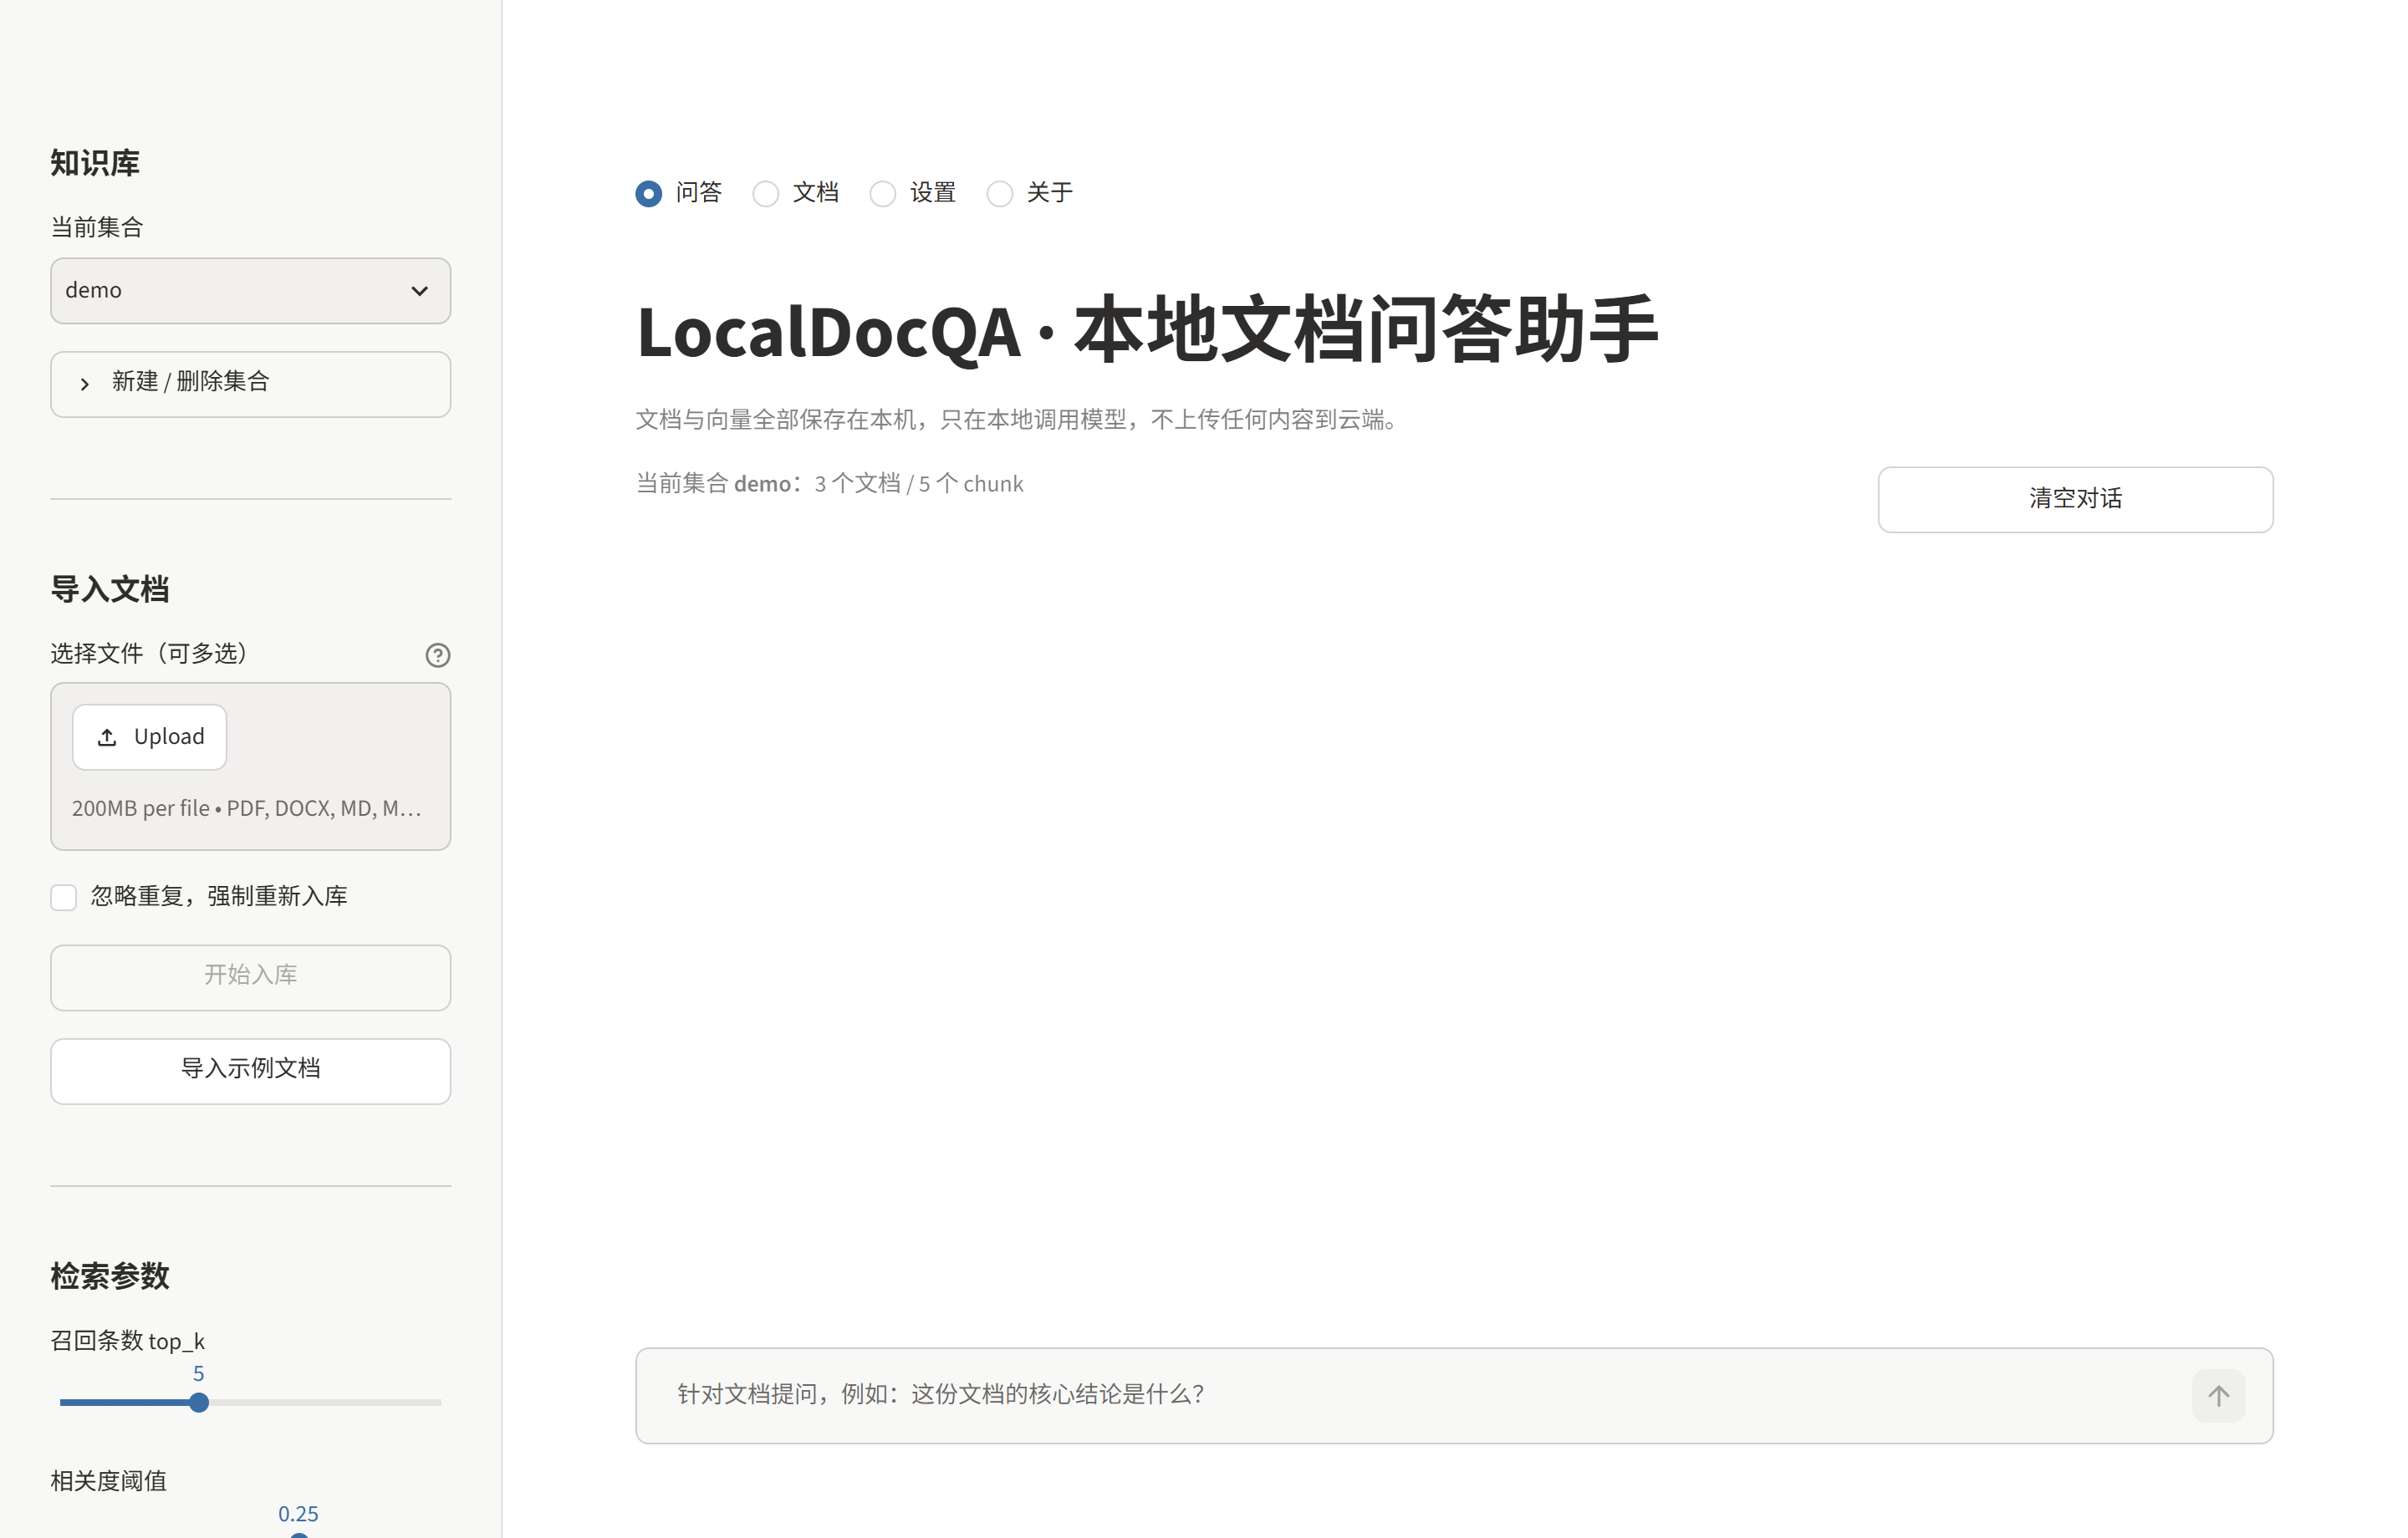 知识库
当前集合
demo
新建 / 删除集合
导入文档
选择文件（可多选）
Upload
200MB per file • PDF, DOCX, MD, M…
忽略重复，强制重新入库
开始入库
导入示例文档
检索参数
召回条数 top_k
5
相关度阈值
0.25
问答 文档 设置 关于
LocalDocQA · 本地文档问答助手
文档与向量全部保存在本机，只在本地调用模型，不上传任何内容到云端。
当前集合 demo：3 个文档 / 5 个 chunk
清空对话
针对文档提问，例如：这份文档的核心结论是什么？